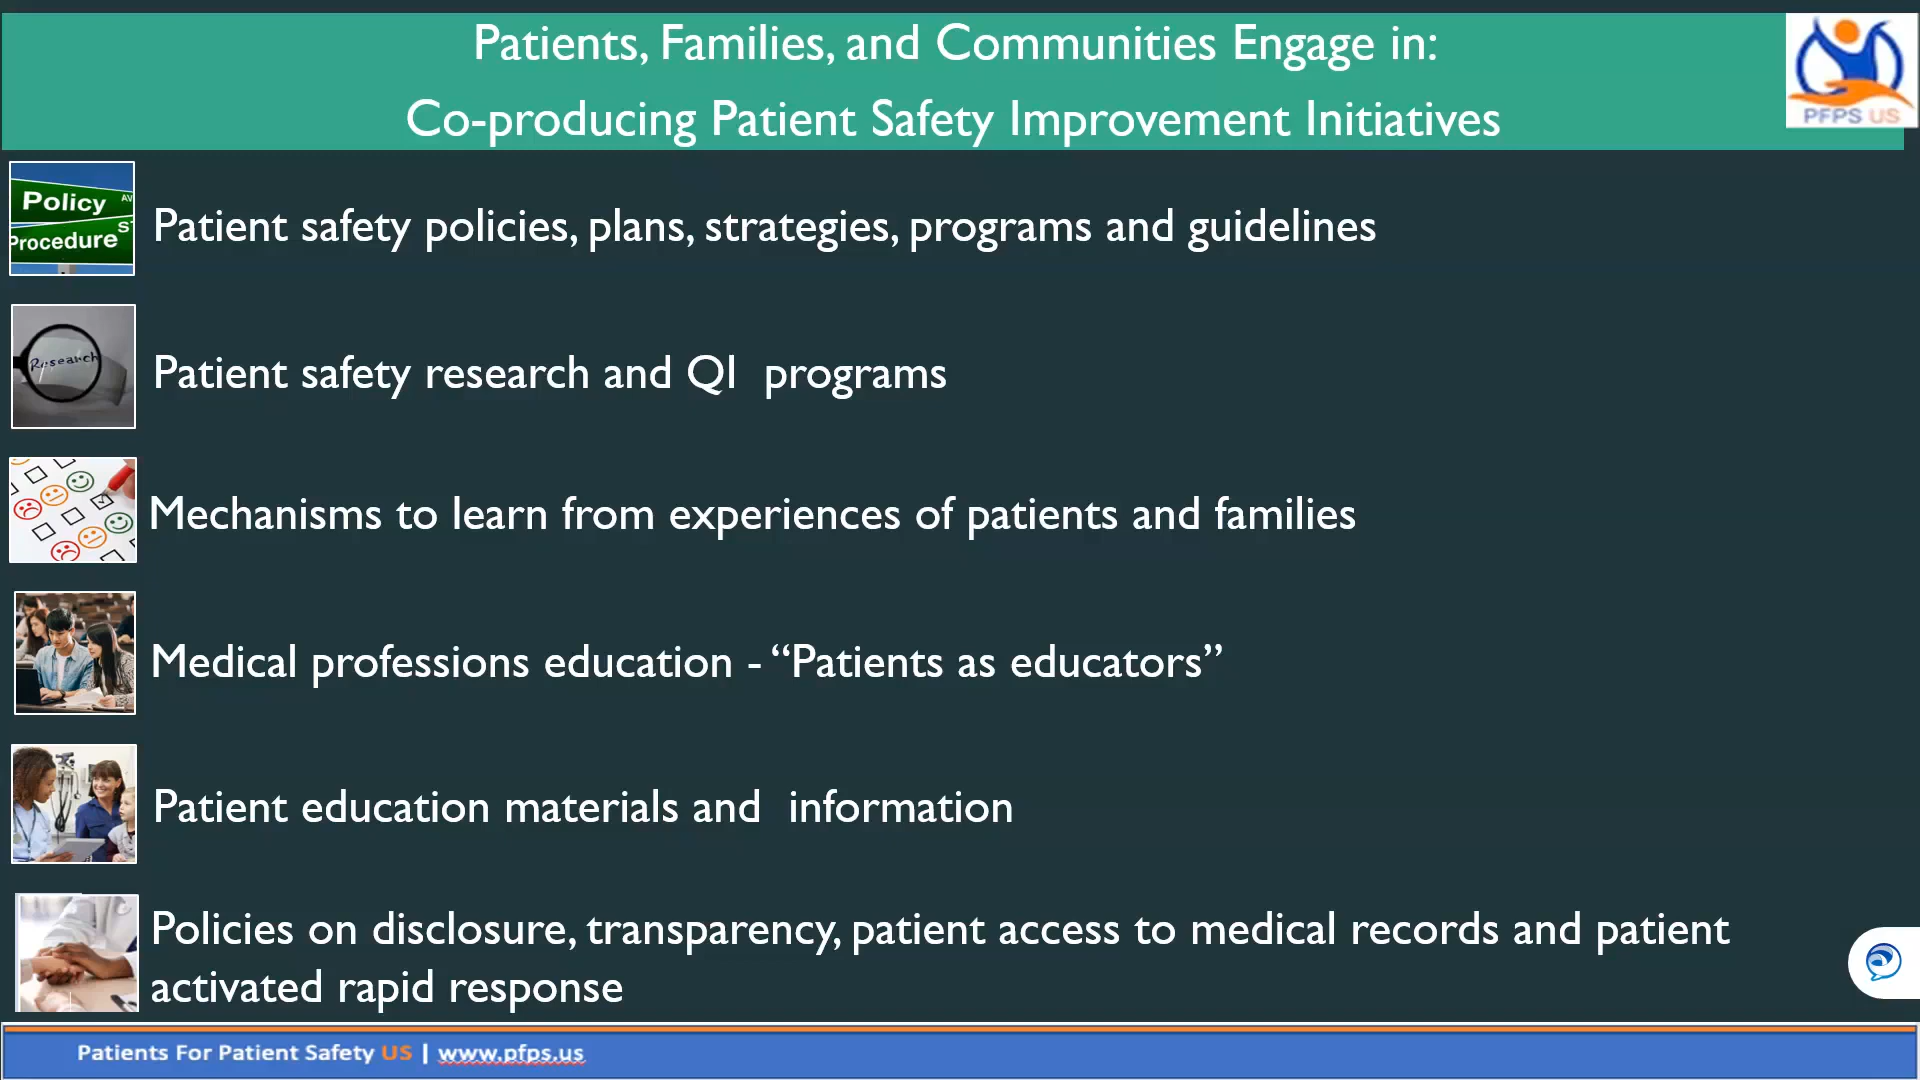 Patients, Families, and Communities Engage in:
Co-producing Patient Safety Improvement Initiatives
PFPS US
Policy AV
Procedure ST
Patient safety policies, plans, strategies, programs and guidelines
Research
Patient safety research and QI  programs
Mechanisms to learn from experiences of patients and families
Medical professions education - “Patients as educators”
Patient education materials and  information
Policies on disclosure, transparency, patient access to medical records and patient
activated rapid response
Patients For Patient Safety US | www.pfps.us